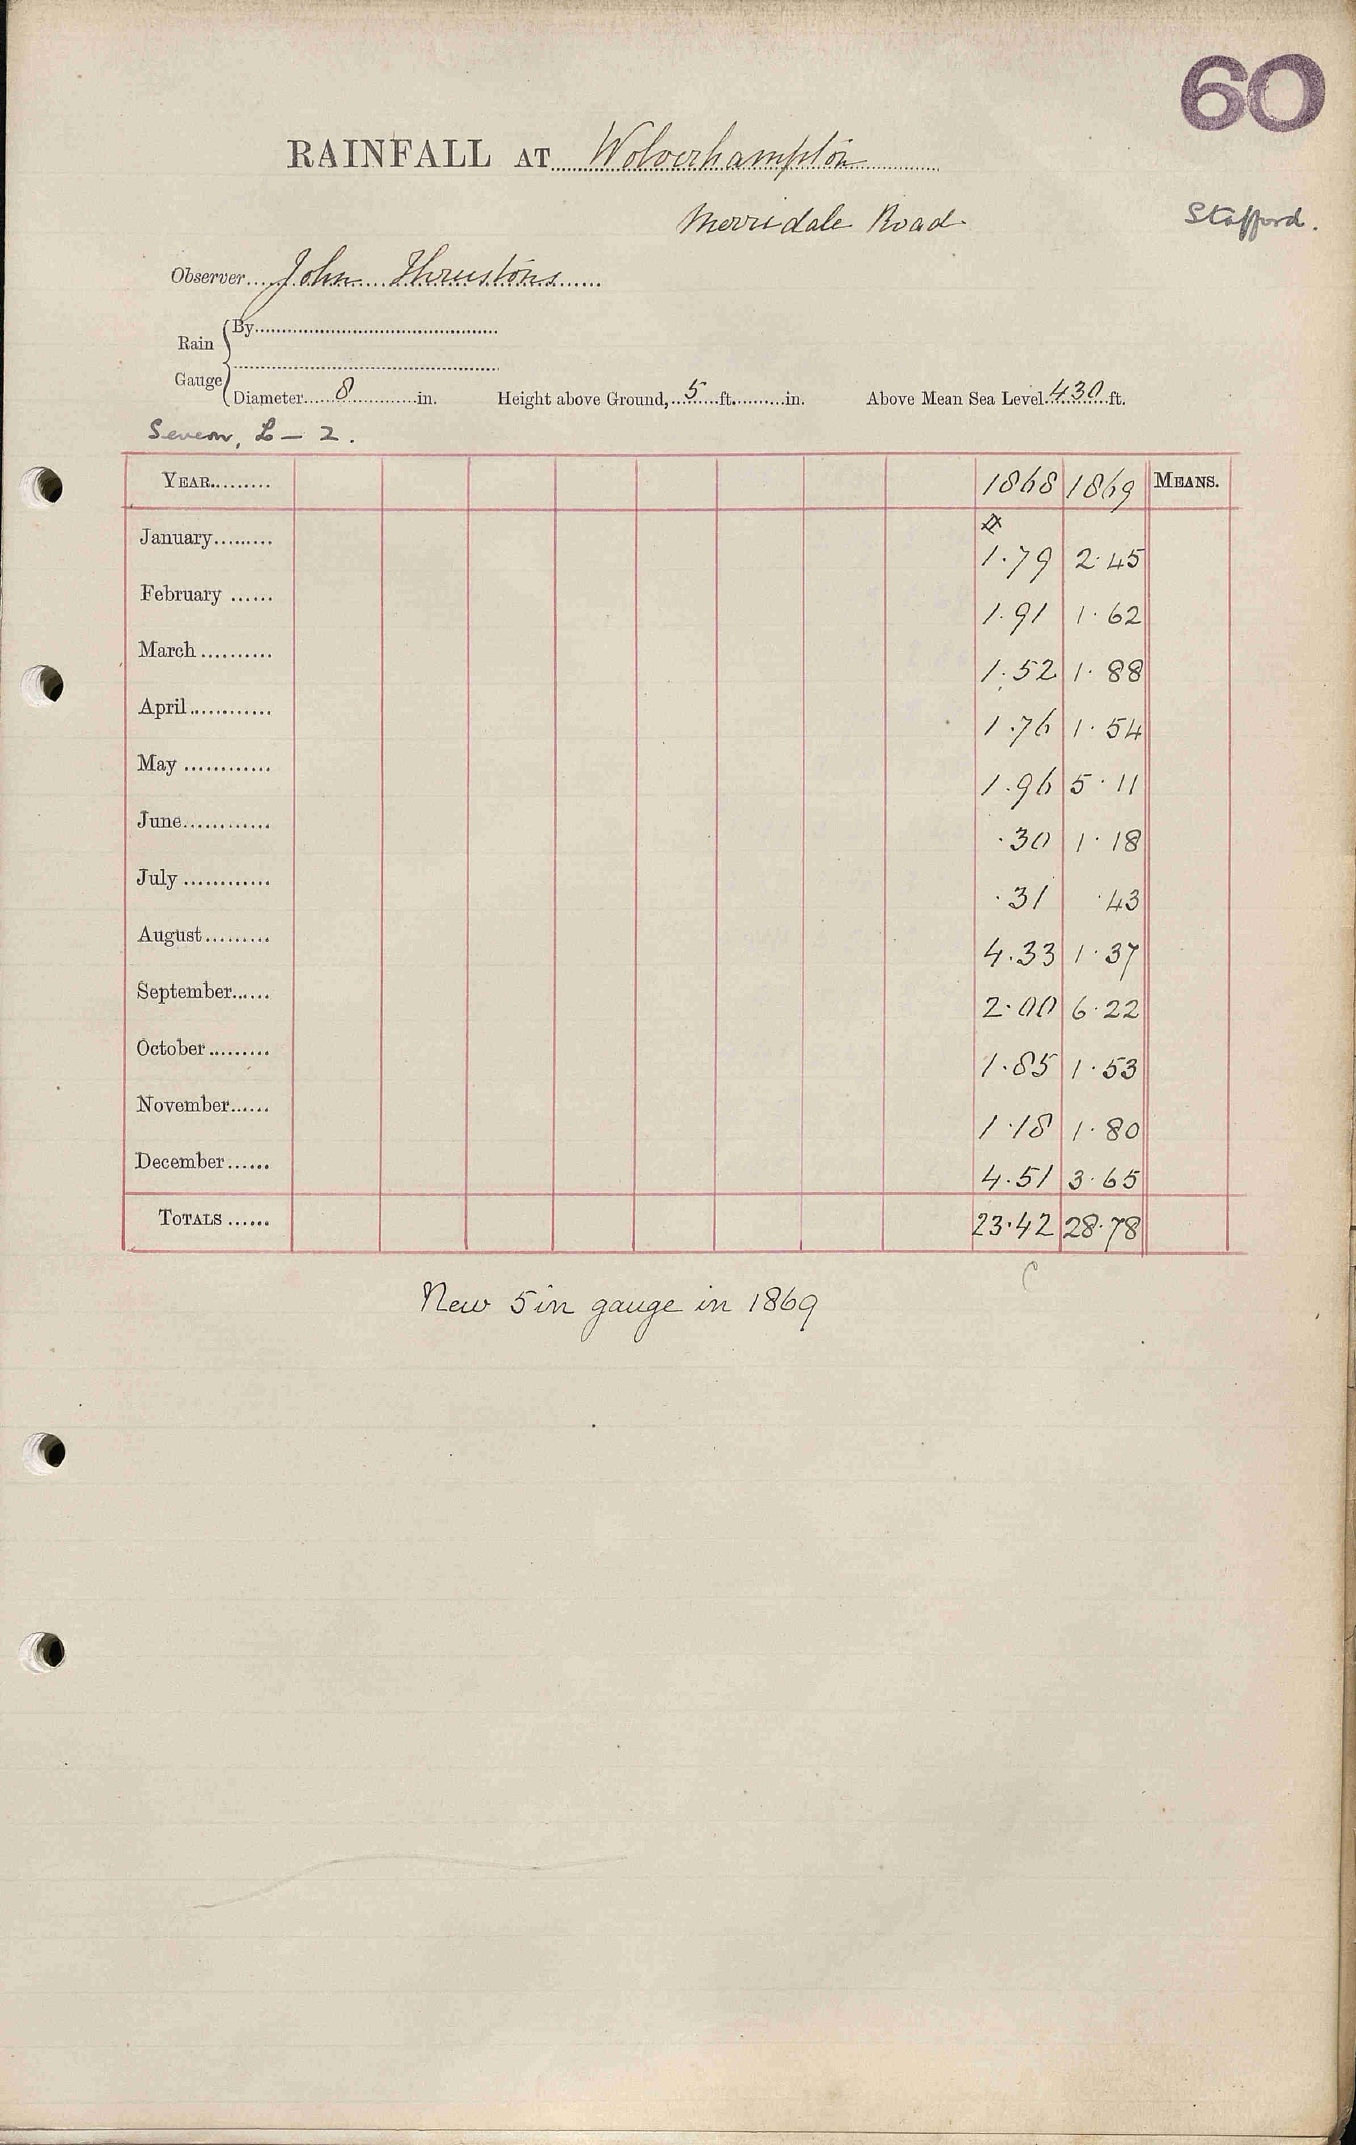 60
RAINFALL AT Wolverhampton
Merridale Road
Stafford.
Observer John Thrustons
Rain Gauge
By
Diameter 8 in. Height above Ground, 5 ft. in. Above Mean Sea Level 430 ft.
Severn, L - 2.
YEAR 1868 1869 MEANS.
January 1.79 2.45
February 1.91 1.62
March 1.52 1.88
April 1.76 1.54
May 1.96 5.11
June .30 1.18
July .31 .43
August 4.33 1.37
September 2.00 6.22
October 1.85 1.53
November 1.18 1.80
December 4.51 3.65
TOTALS 23.42 28.78
New 5in gauge in 1869